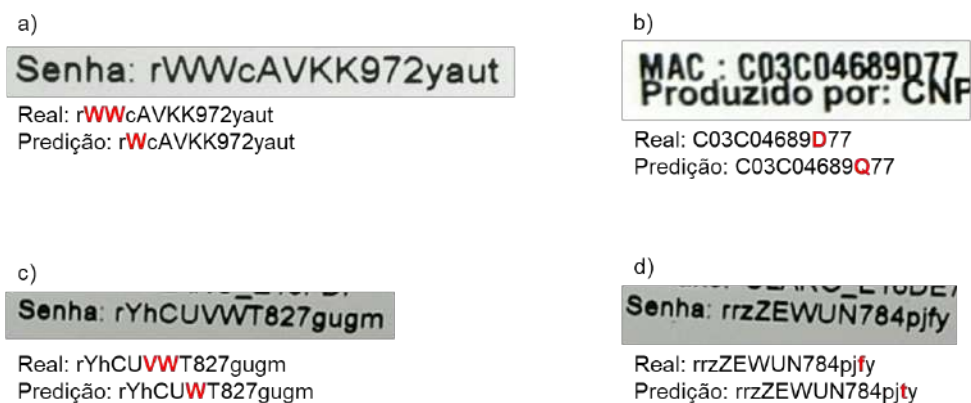 a)
Senha: rWWcAVKK972yaut
Real: rWWcAVKK972yaut
Predição: rWcAVKK972yaut
b)
MAC : C03C04689D77
Produzido por: CNP
Real: C03C04689D77
Predição: C03C04689Q77
c)
Senha: rYhCUVWT827gugm
Real: rYhCUVWT827gugm
Predição: rYhCUWT827gugm
d)
Senha: rrzZEWUN784pjfy
Real: rrzZEWUN784pjfy
Predição: rrzZEWUN784pjty